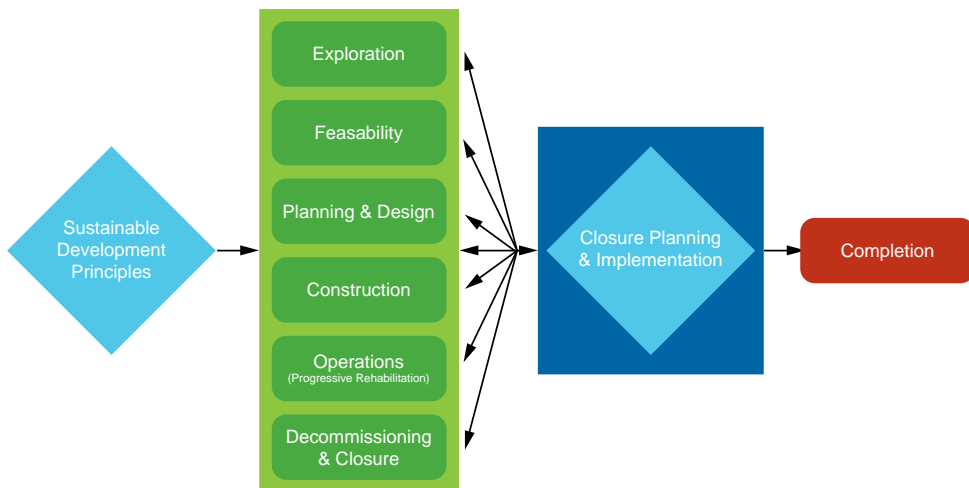 Sustainable
Development
Principles
Exploration
Feasability
Planning & Design
Construction
Operations
(Progressive Rehabilitation)
Decommissioning
& Closure
Closure Planning
& Implementation
Completion